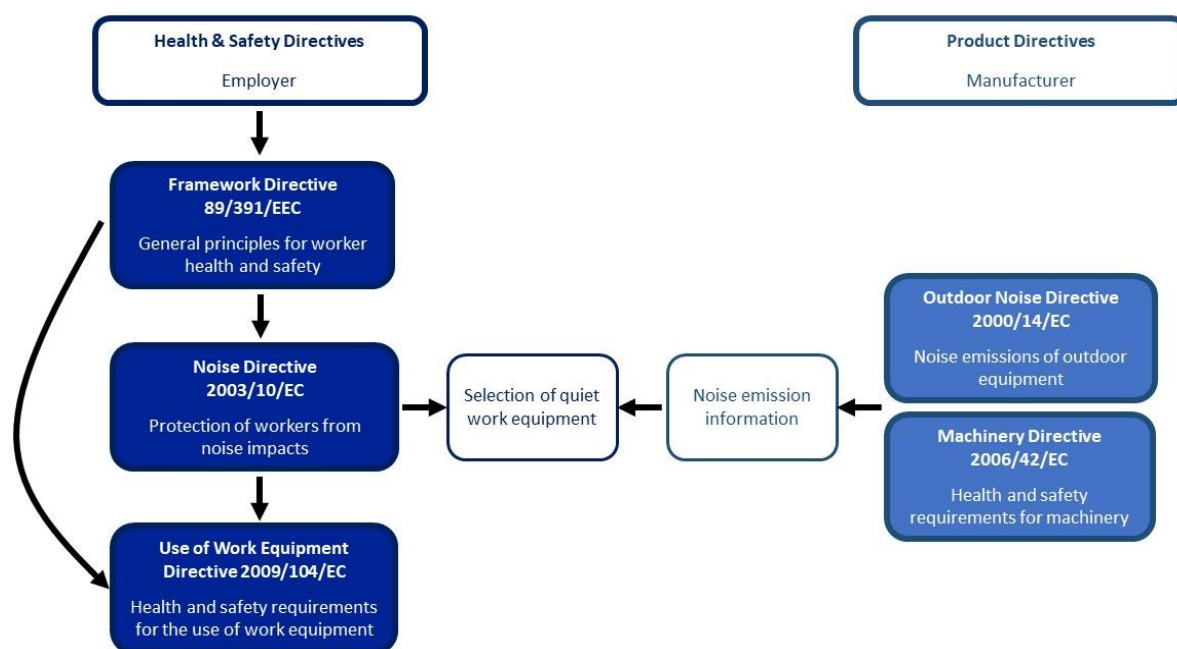 Health & Safety Directives
Employer
Product Directives
Manufacturer
Framework Directive
89/391/EEC
General principles for worker
health and safety
Outdoor Noise Directive
2000/14/EC
Noise emissions of outdoor
equipment
Noise Directive
2003/10/EC
Protection of workers from
noise impacts
Selection of quiet
work equipment
Noise emission
information
Machinery Directive
2006/42/EC
Health and safety
requirements for machinery
Use of Work Equipment
Directive 2009/104/EC
Health and safety requirements
for the use of work equipment